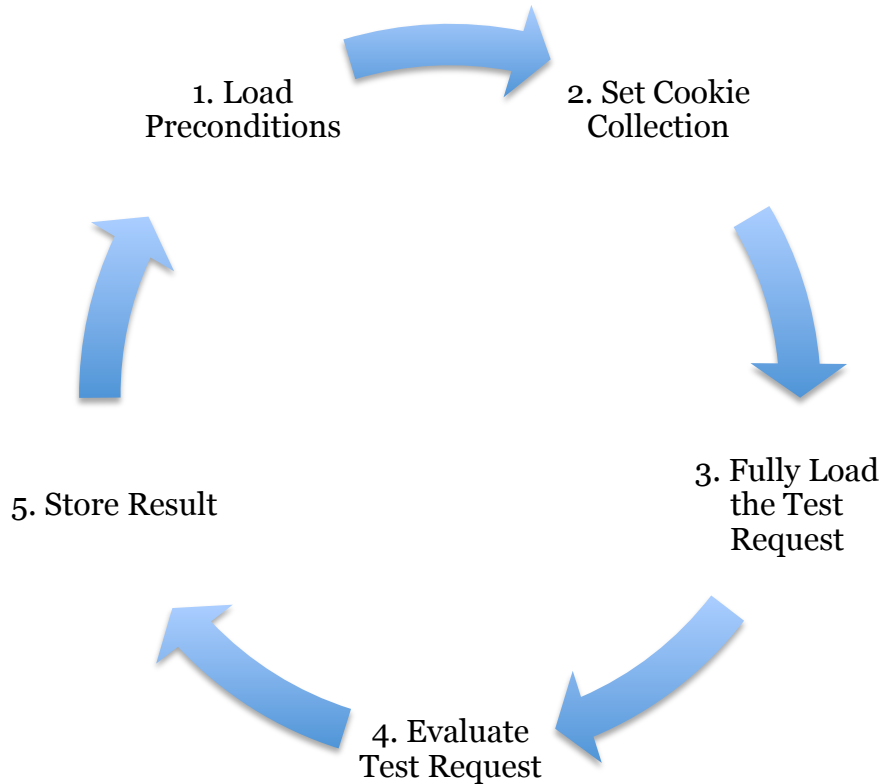 1. Load
Preconditions
2. Set Cookie
Collection
3. Fully Load
the Test
Request
4. Evaluate
Test Request
5. Store Result